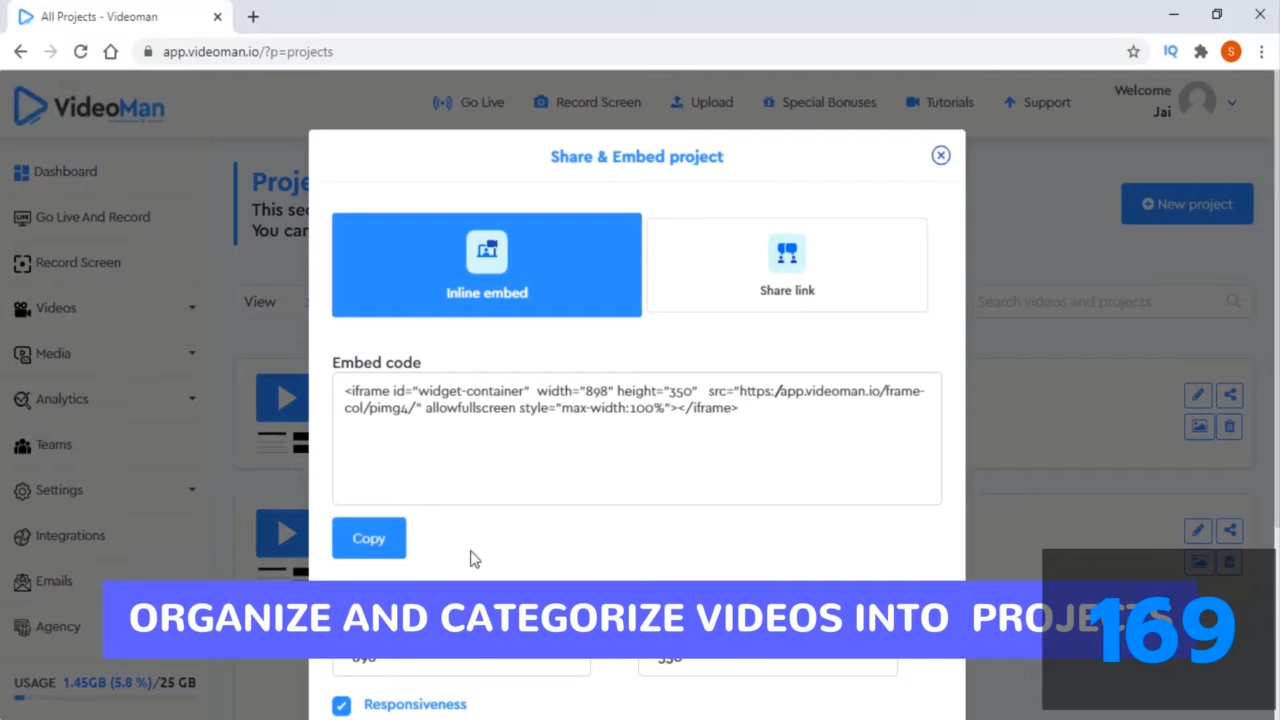 All Projects - Videoman
app.videoman.io/?p=projects
IQ
S
VideoMan
Go Live
Record Screen
Upload
Special Bonuses
Tutorials
Support
Welcome
Jai
Dashboard
Go Live And Record
Record Screen
Videos
Media
Analytics
Teams
Settings
Integrations
Emails
Agency
USAGE 1.45GB (5.8 %)/25 GB
Proje
This se
You can
New project
View
Search videos and projects
Share & Embed project
Inline embed
Share link
Embed code
<iframe id="widget-container" width="898" height="350" src="https://app.videoman.io/frame-
col/pimg4/" allowfullscreen style="max-width:100%"></iframe>
Copy
ORGANIZE AND CATEGORIZE VIDEOS INTO PROJECTS
169
898
350
Responsiveness